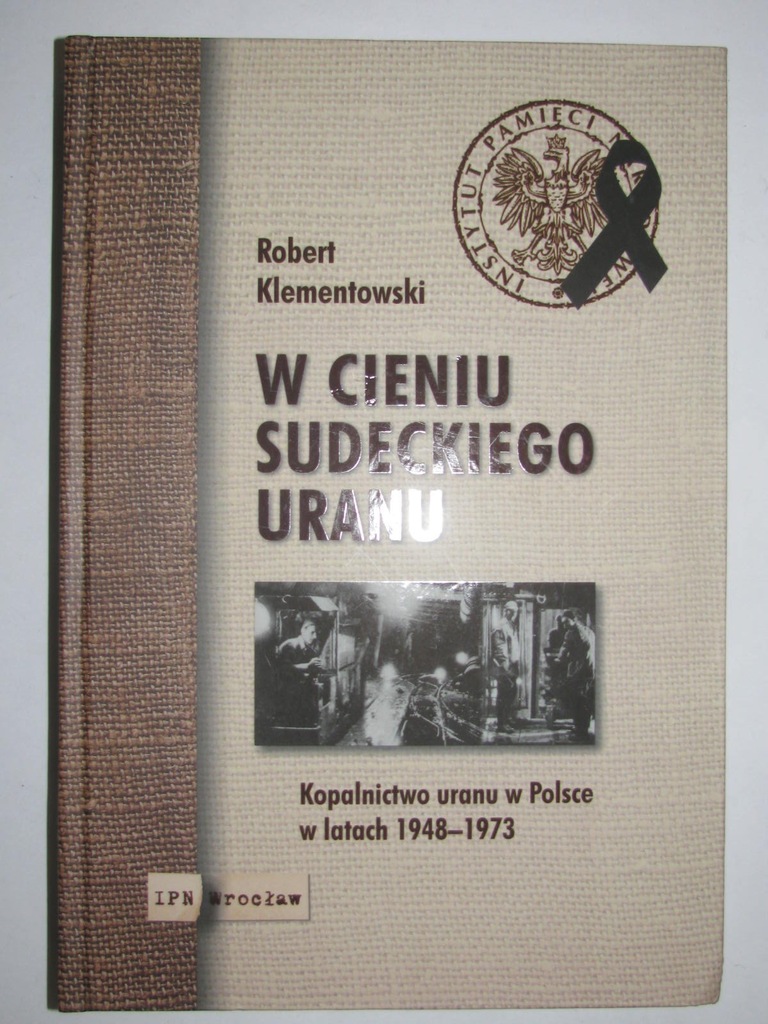 INSTYTUT PAMIĘCI
Robert
Klementowski
W CIENIU
SUDECKIEGO
URANU
Kopalnictwo uranu w Polsce
w latach 1948–1973
IPN Wrocław